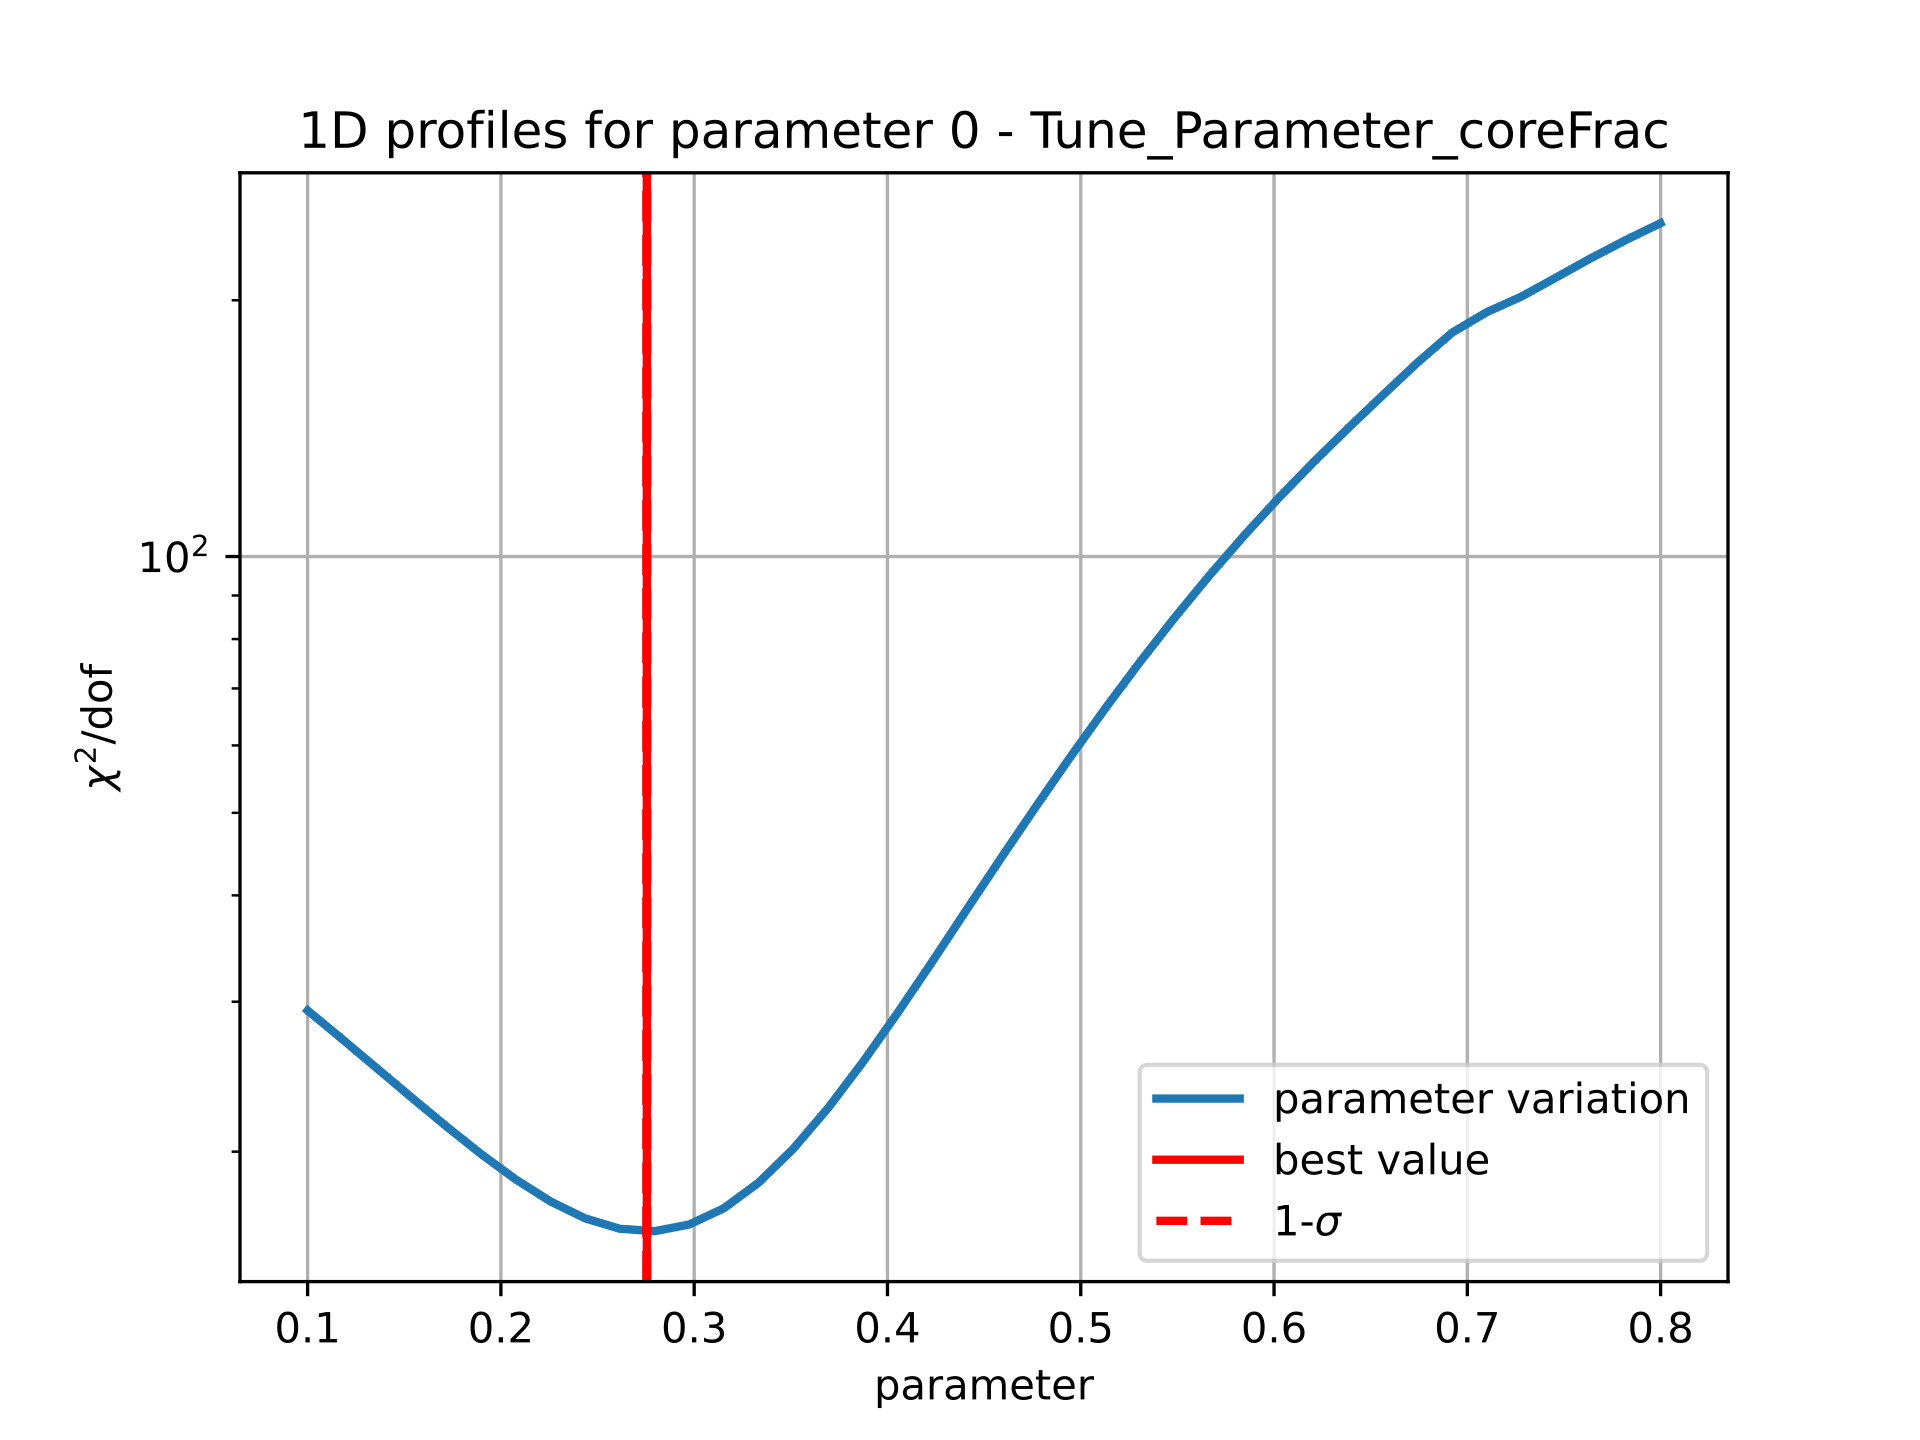 1D profiles for parameter 0 - Tune_Parameter_coreFrac
10²
χ²/dof
parameter variation
best value
1-σ
0.1 0.2 0.3 0.4 0.5 0.6 0.7 0.8
parameter